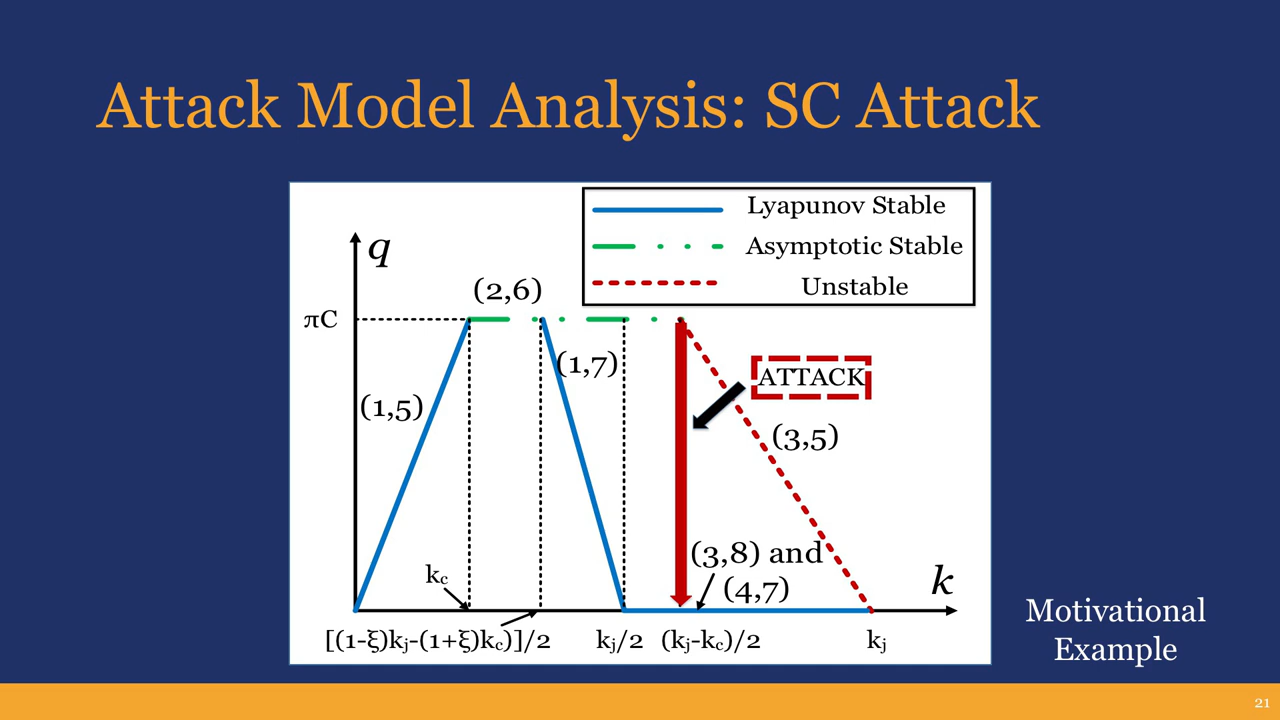 Attack Model Analysis: SC Attack
Lyapunov Stable
Asymptotic Stable
Unstable
q
(2,6)
πC
(1,7)
ATTACK
(1,5)
(3,5)
(3,8) and
(4,7)
kc
k
[(1-ξ)kj-(1+ξ)kc)]/2
kj/2
(kj-kc)/2
kj
Motivational
Example
21